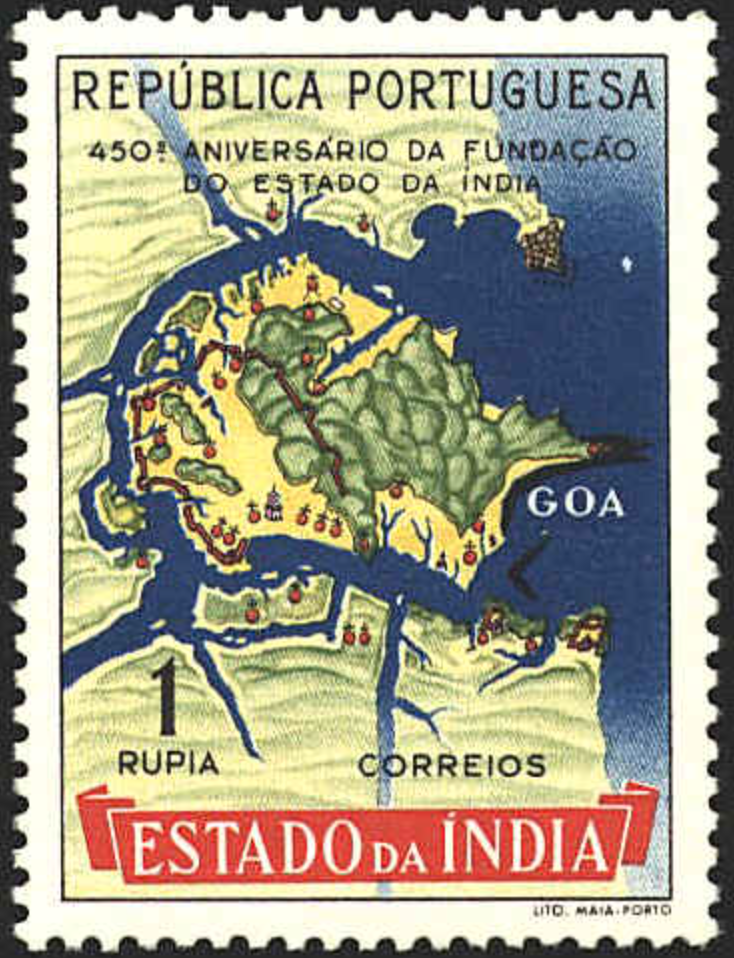 REPÚBLICA PORTUGUESA
450º ANIVERSÁRIO DA FUNDAÇÃO
DO ESTADO DA ÍNDIA
GOA
1
RUPIA
CORREIOS
ESTADO DA ÍNDIA
LITO. MAIA-PORTO